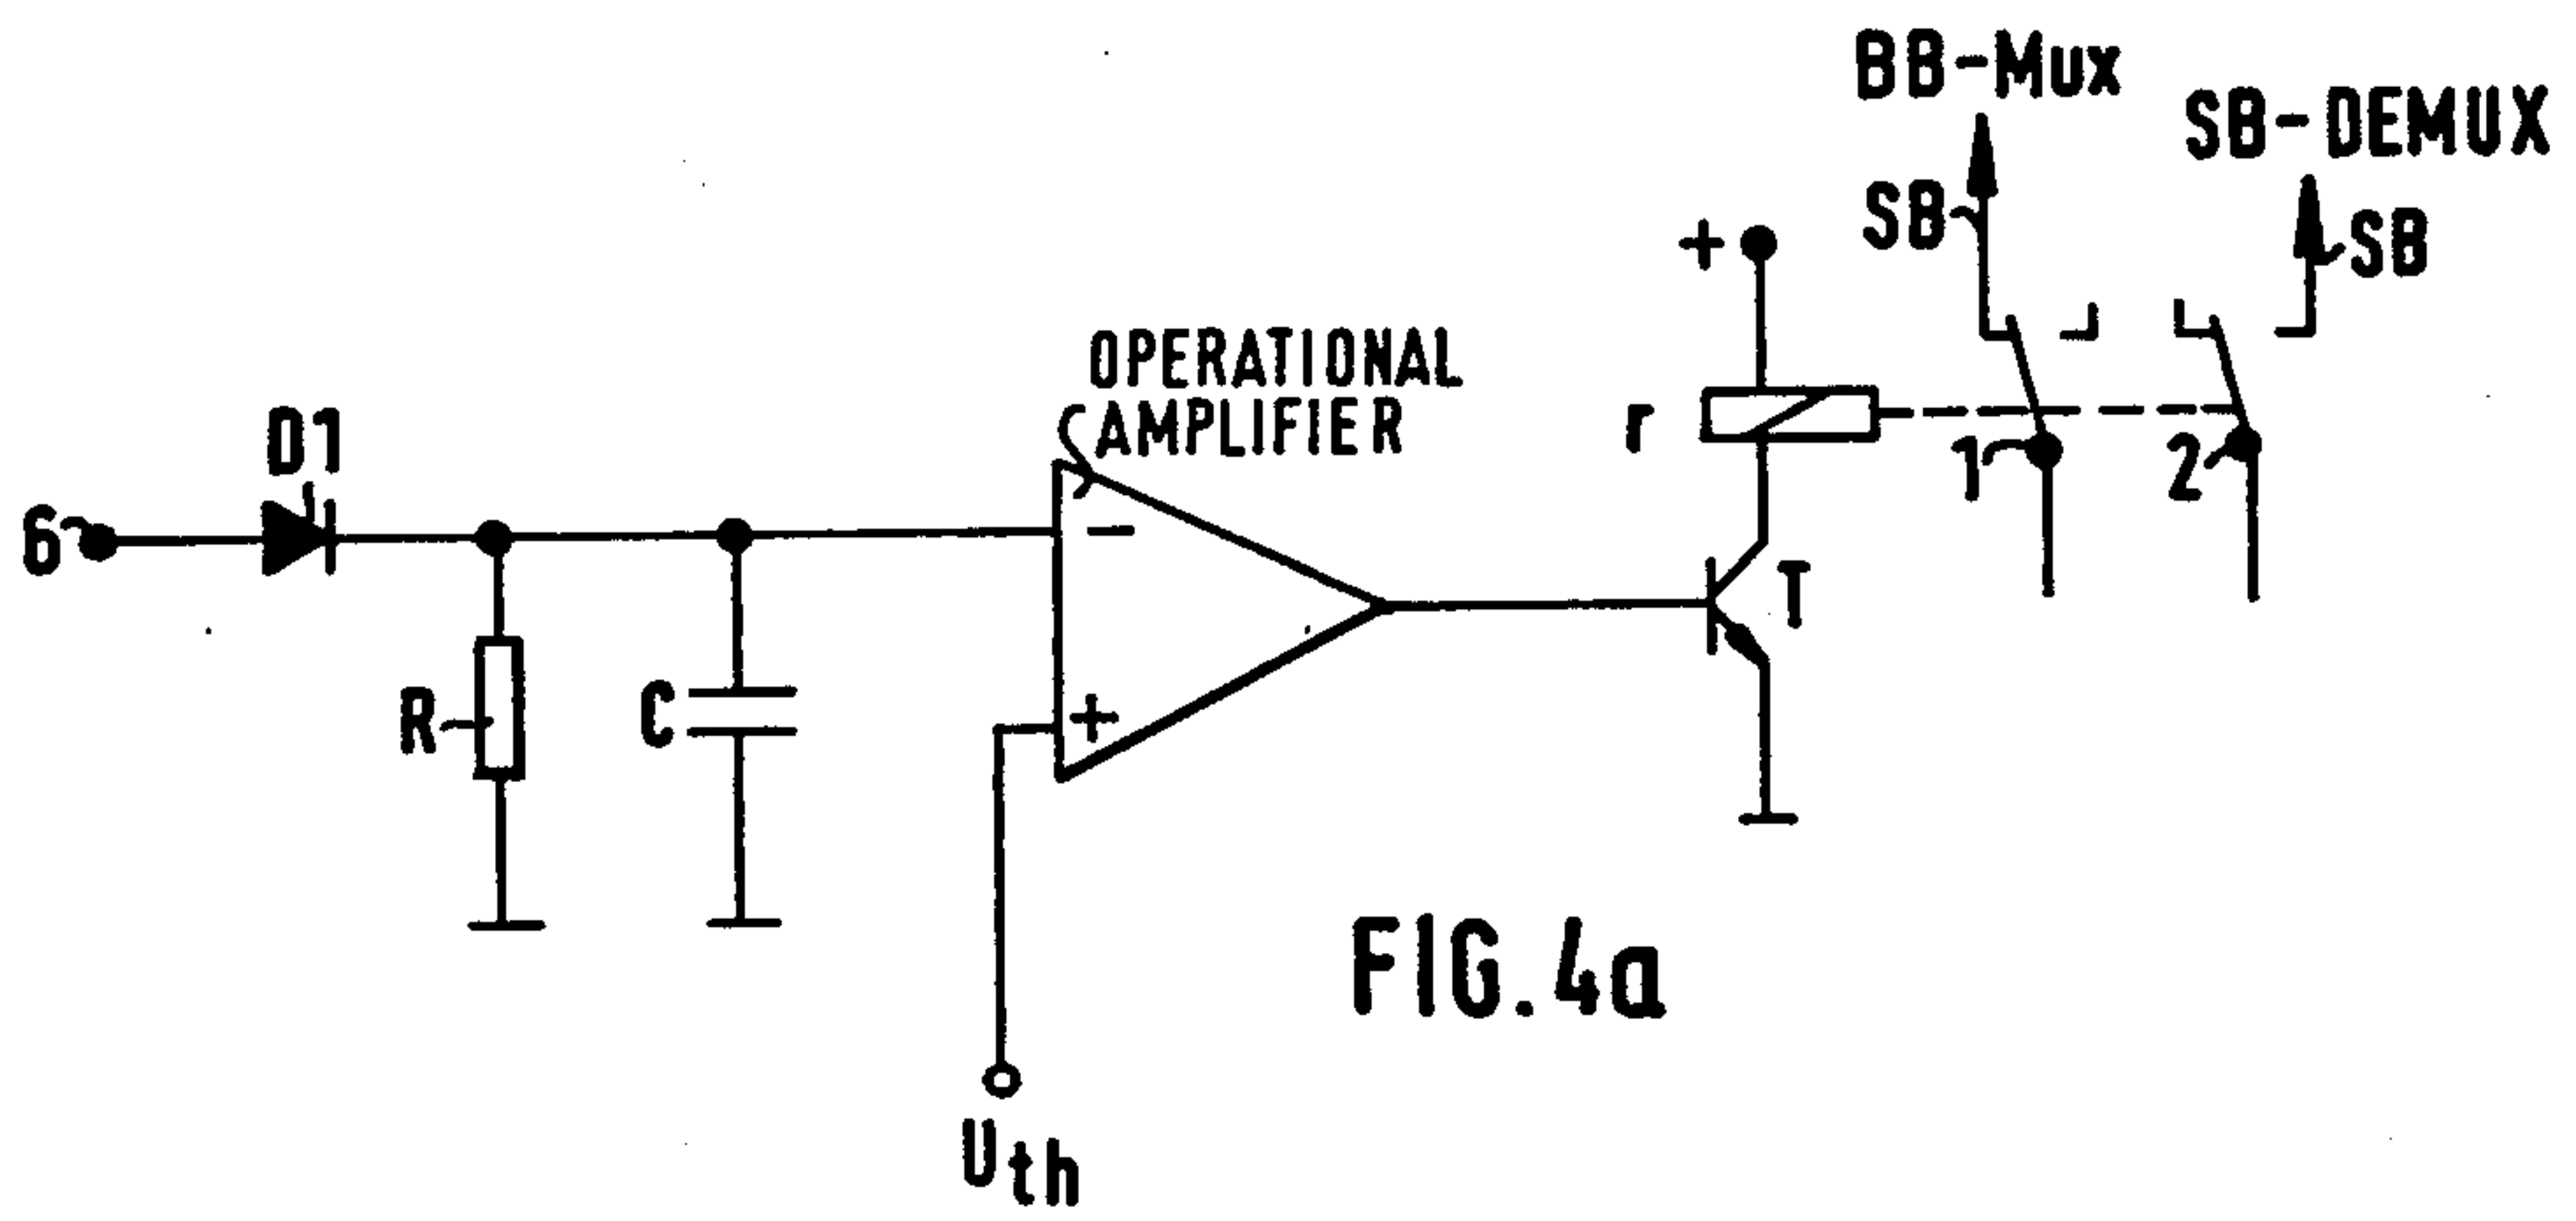 BB-Mux
SB-DEMUX
SB
SB
+
OPERATIONAL
AMPLIFIER
D1
r
1
2
6
-
T
R
C
+
FIG. 4a
Uth